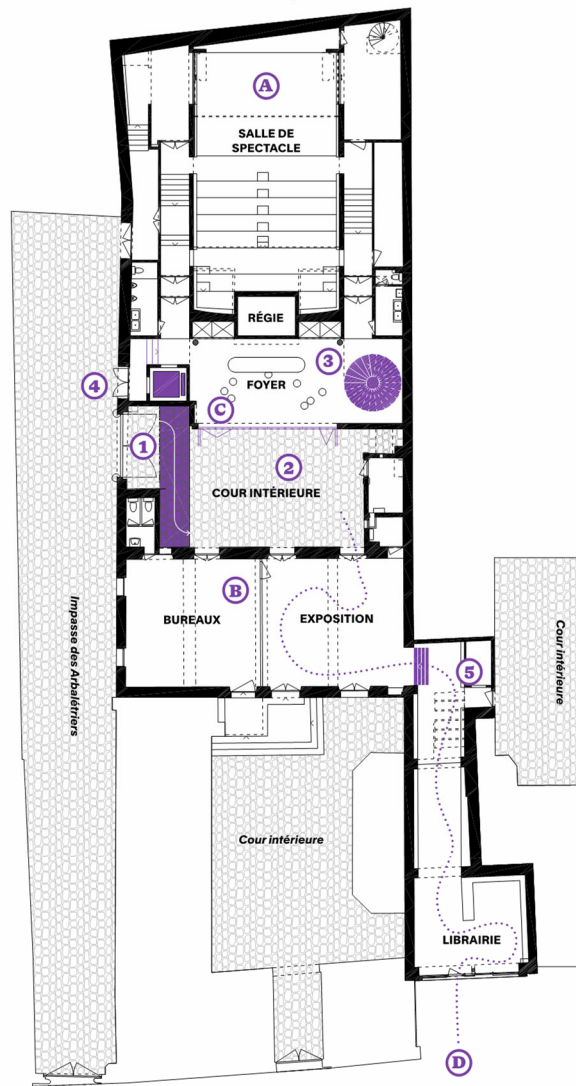 A
SALLE DE
SPECTACLE
RÉGIE
3
FOYER
4
C
1
2
COUR INTÉRIEURE
B
BUREAUX
EXPOSITION
Impasse des Arbalétriers
Cour intérieure
5
Cour intérieure
LIBRAIRIE
D